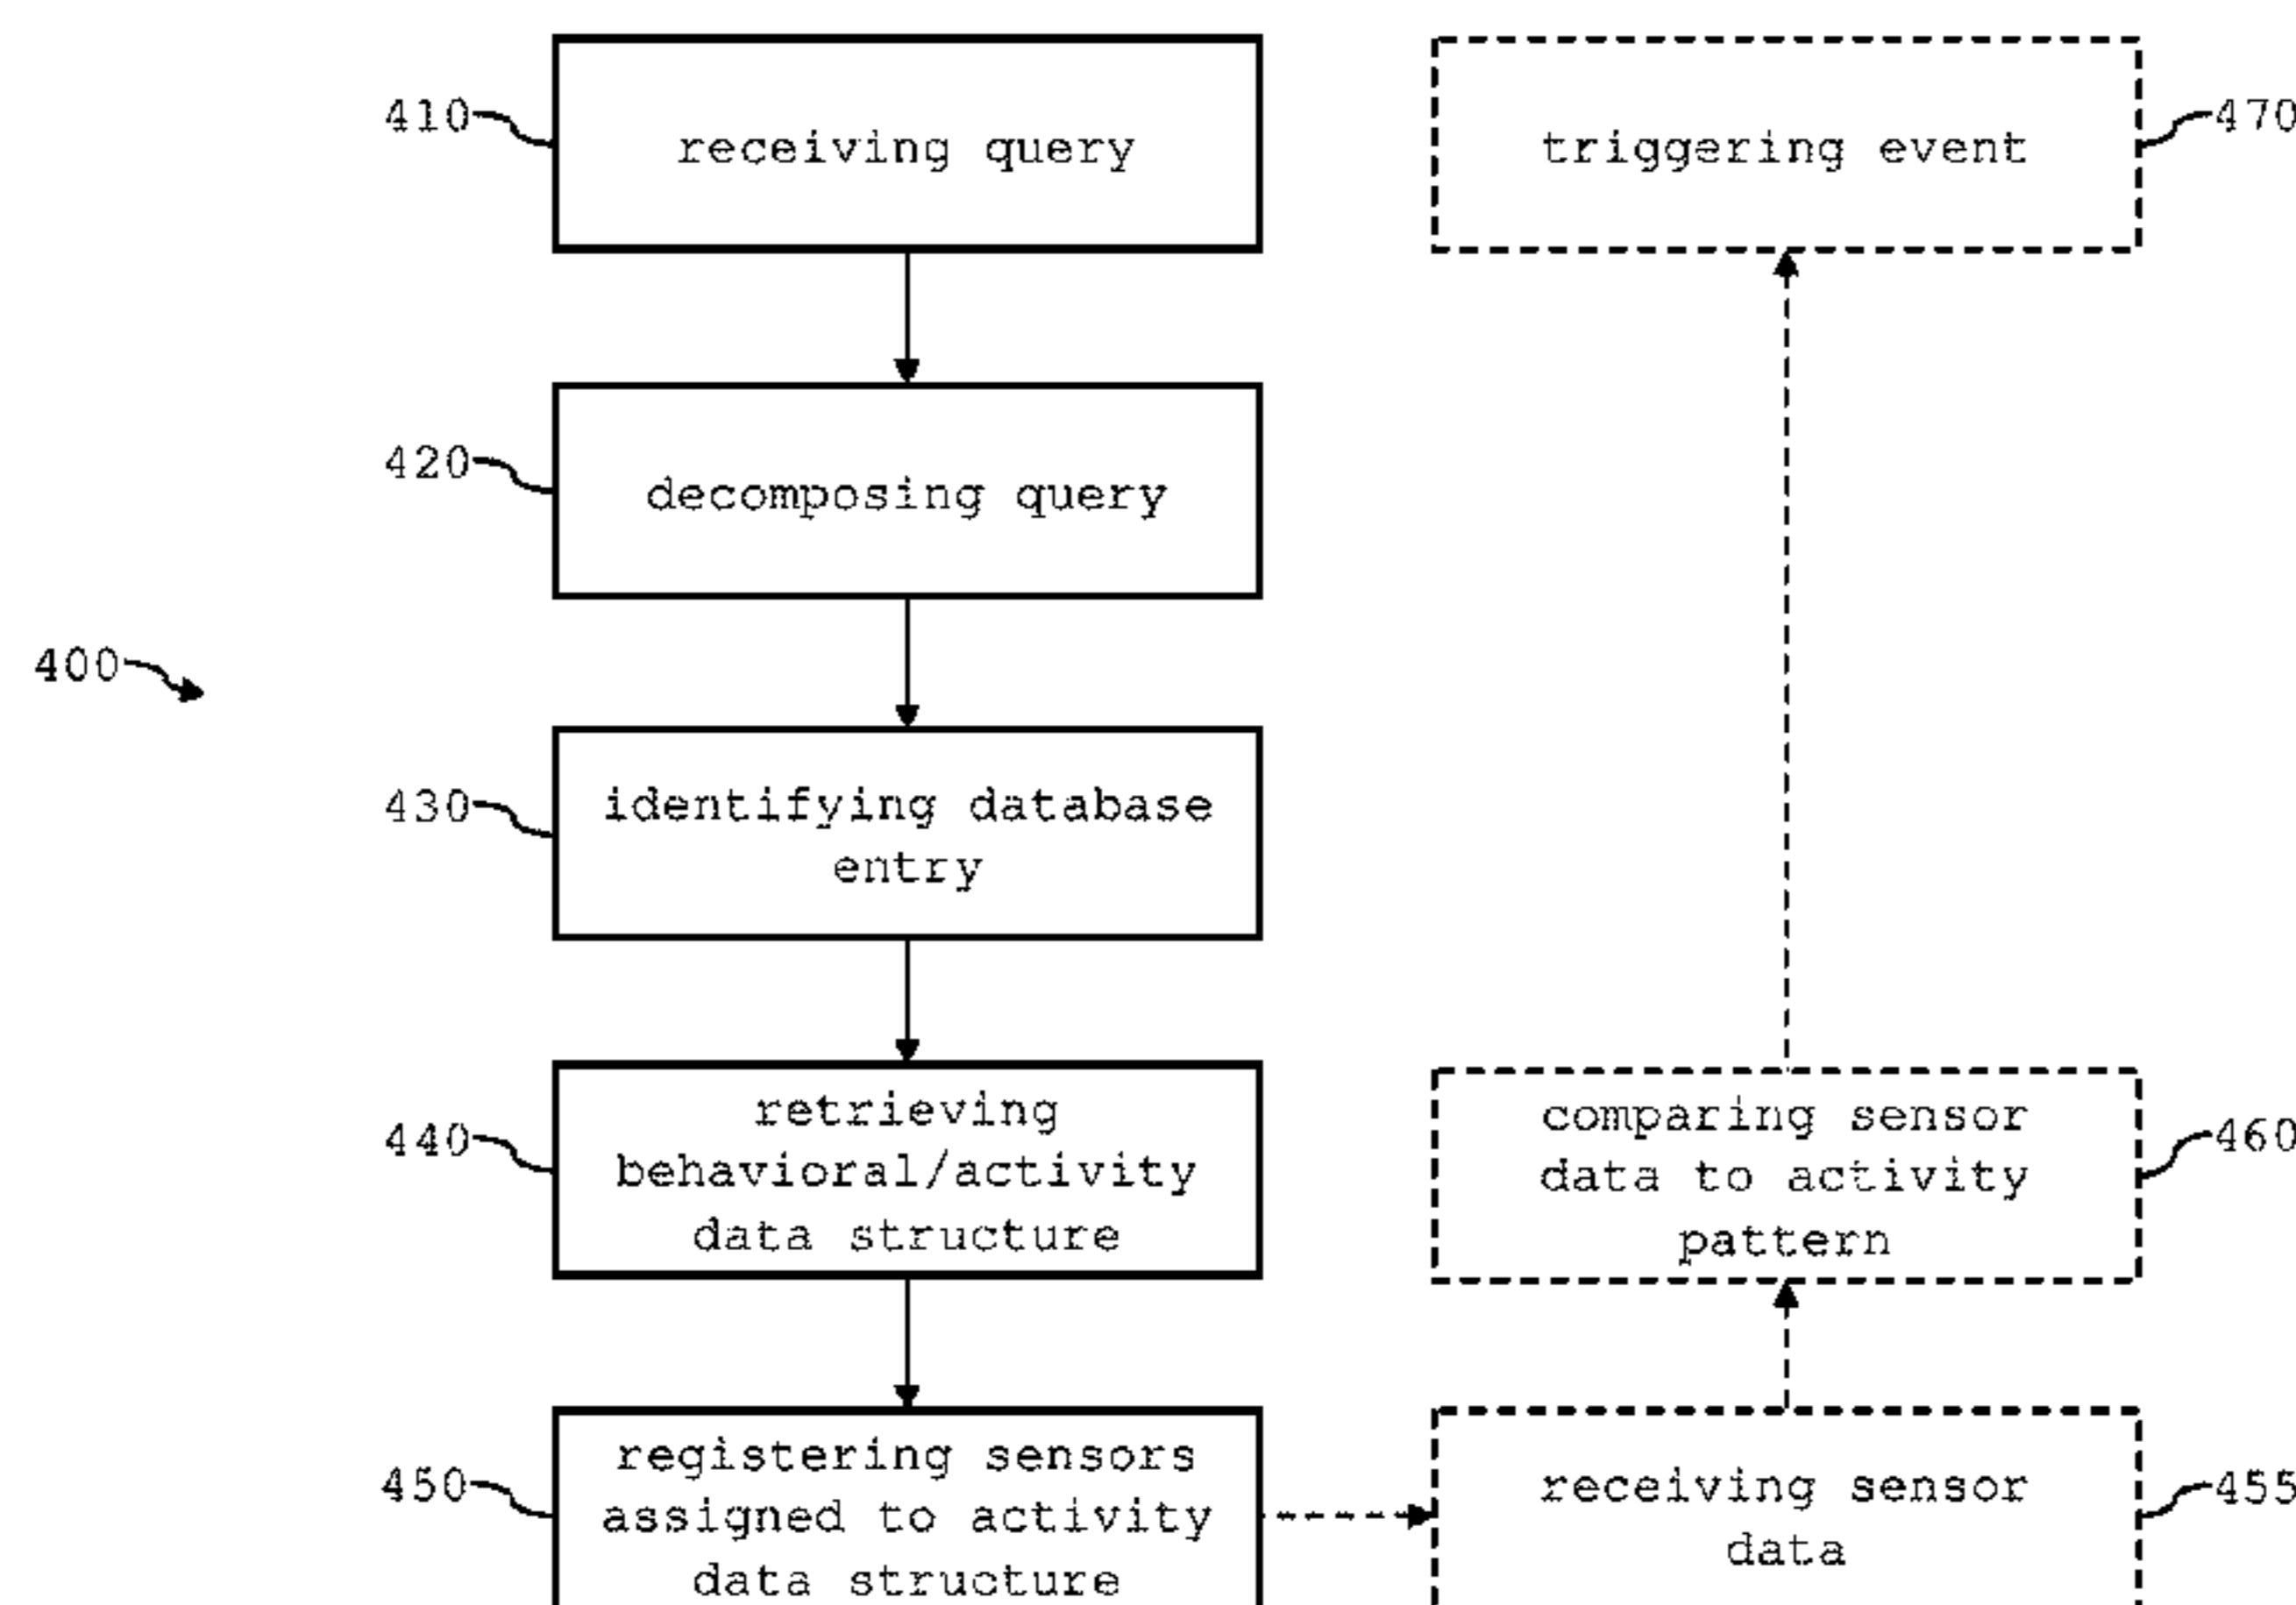 410
receiving query
triggering event
470
420
decomposing query
400
430
identifying database
entry
440
retrieving
behavioral/activity
data structure
comparing sensor
data to activity
pattern
460
450
registering sensors
assigned to activity
data structure
receiving sensor
data
455